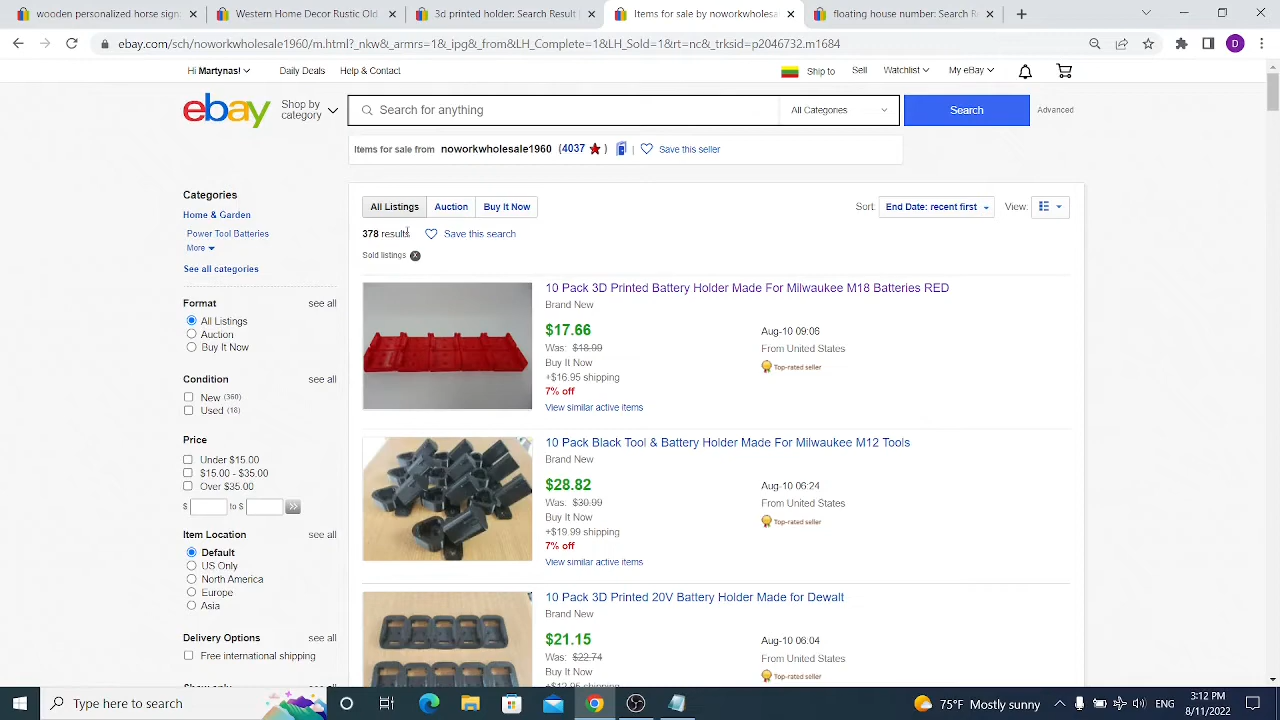 Wooden personalized horse sign
Western Personalized Solid Ou
3d powder holder: Search Result
Items for sale from noworkwholesa
Floating house number: Search Re
ebay.com/sch/noworkwholesale1960/m.html?_nkw&_armrs=1&_ipg&_from&LH_Complete=1&LH_Sold=1&rt=nc&_trksid=p2046732.m1684
D
Hi Martynas! Daily Deals Help & Contact
Ship to Sell Watchlist My eBay
ebay Shop by category
Search for anything
All Categories
Search
Advanced
Items for sale from noworkwholesale1960 (4037 ) | Save this seller
Categories
Home & Garden
Power Tool Batteries
More
See all categories
Format see all
All Listings
Auction
Buy It Now
Condition see all
New (360)
Used (18)
Price
Under $15.00
$15.00 - $35.00
Over $35.00
$ to $ >>
Item Location see all
Default
US Only
North America
Europe
Asia
Delivery Options see all
Free international shipping
All Listings Auction Buy It Now
Sort: End Date: recent first View:
378 results Save this search
Sold listings X
10 Pack 3D Printed Battery Holder Made For Milwaukee M18 Batteries RED
Brand New
$17.66 Aug-10 09:06
Was: $18.99 From United States
Buy It Now Top-rated seller
+$16.95 shipping
7% off
View similar active items
10 Pack Black Tool & Battery Holder Made For Milwaukee M12 Tools
Brand New
$28.82 Aug-10 06:24
Was: $30.99 From United States
Buy It Now Top-rated seller
+$19.99 shipping
7% off
View similar active items
10 Pack 3D Printed 20V Battery Holder Made for Dewalt
Brand New
$21.15 Aug-10 06:04
Was: $22.74 From United States
Buy It Now Top-rated seller
Type here to search
75°F Mostly sunny
ENG
3:12 PM
8/11/2022